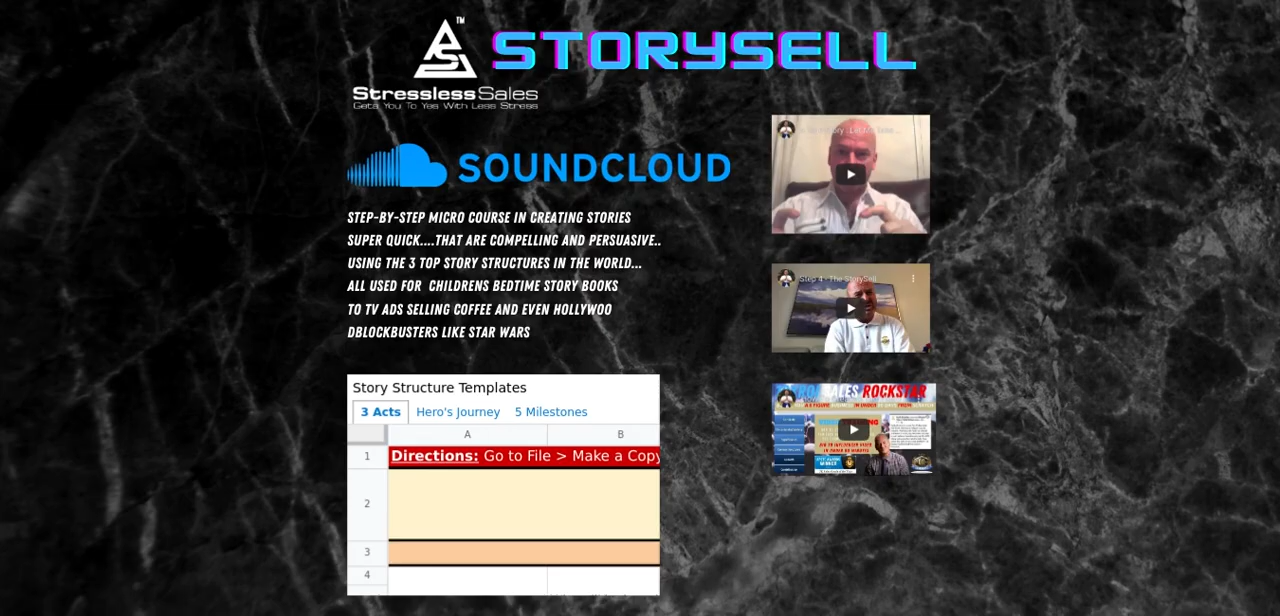 TM
STORYSELL
StresslessSales
Gets You To Yes With Less Stress
SOUNDCLOUD
STEP-BY-STEP MICRO COURSE IN CREATING STORIES
SUPER QUICK....THAT ARE COMPELLING AND PERSUASIVE..
USING THE 3 TOP STORY STRUCTURES IN THE WORLD...
ALL USED FOR CHILDRENS BEDTIME STORY BOOKS
TO TV ADS SELLING COFFEE AND EVEN HOLLYWOO
DBLOCKBUSTERS LIKE STAR WARS
Story Structure Templates
3 Acts Hero's Journey 5 Milestones
A B
1 Directions: Go to File > Make a Copy
2
3
4
Step 4 - The StorySell
SALES ROCKSTAR